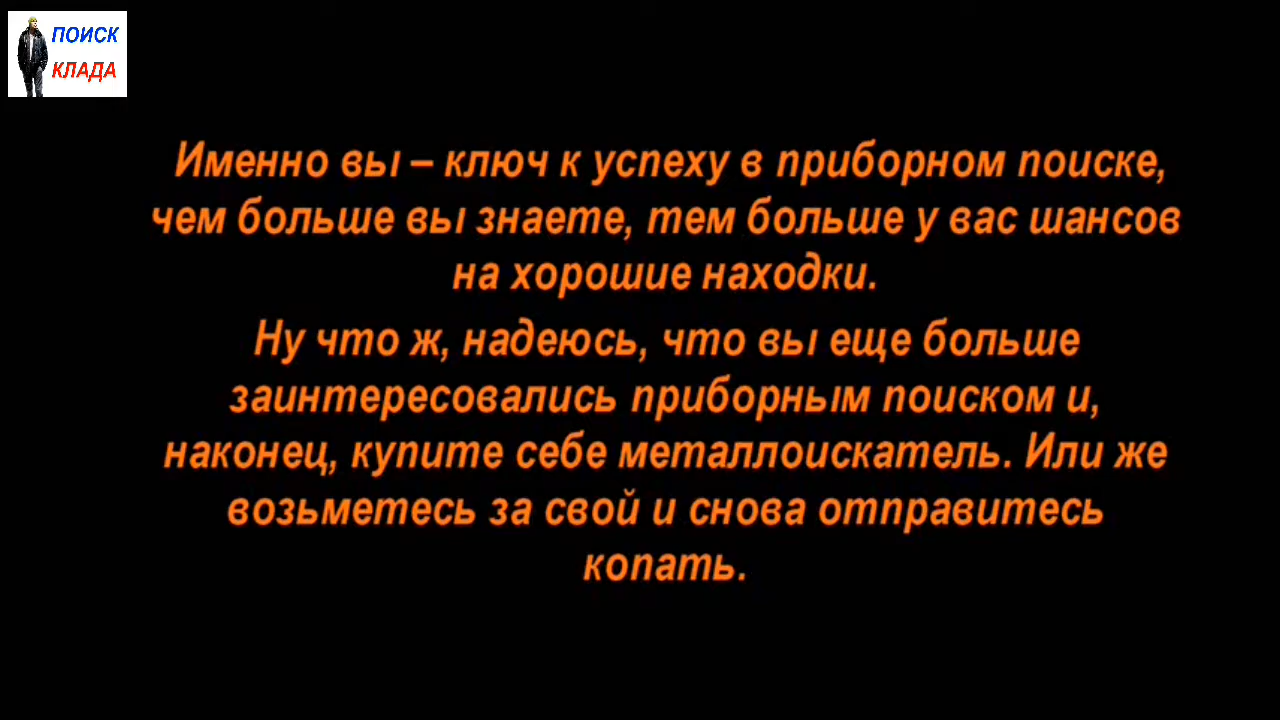 ПОИСК
КЛАДА
Именно вы – ключ к успеху в приборном поиске,
чем больше вы знаете, тем больше у вас шансов
на хорошие находки.
Ну что ж, надеюсь, что вы еще больше
заинтересовались приборным поиском и,
наконец, купите себе металлоискатель. Или же
возьметесь за свой и снова отправитесь
копать.